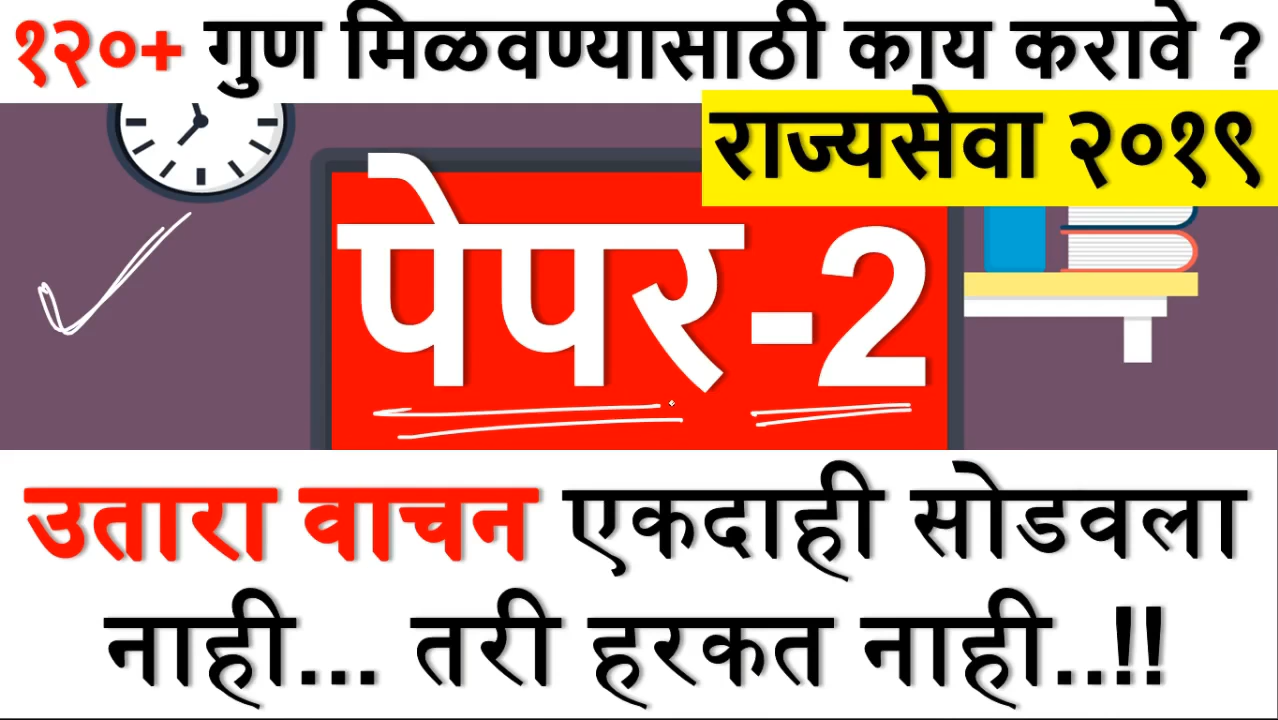 १२०+ गुण मिळवण्यासाठी काय करावे ?
राज्यसेवा २०१९
पेपर-2
उतारा वाचन एकदाही सोडवला
नाही... तरी हरकत नाही..!!